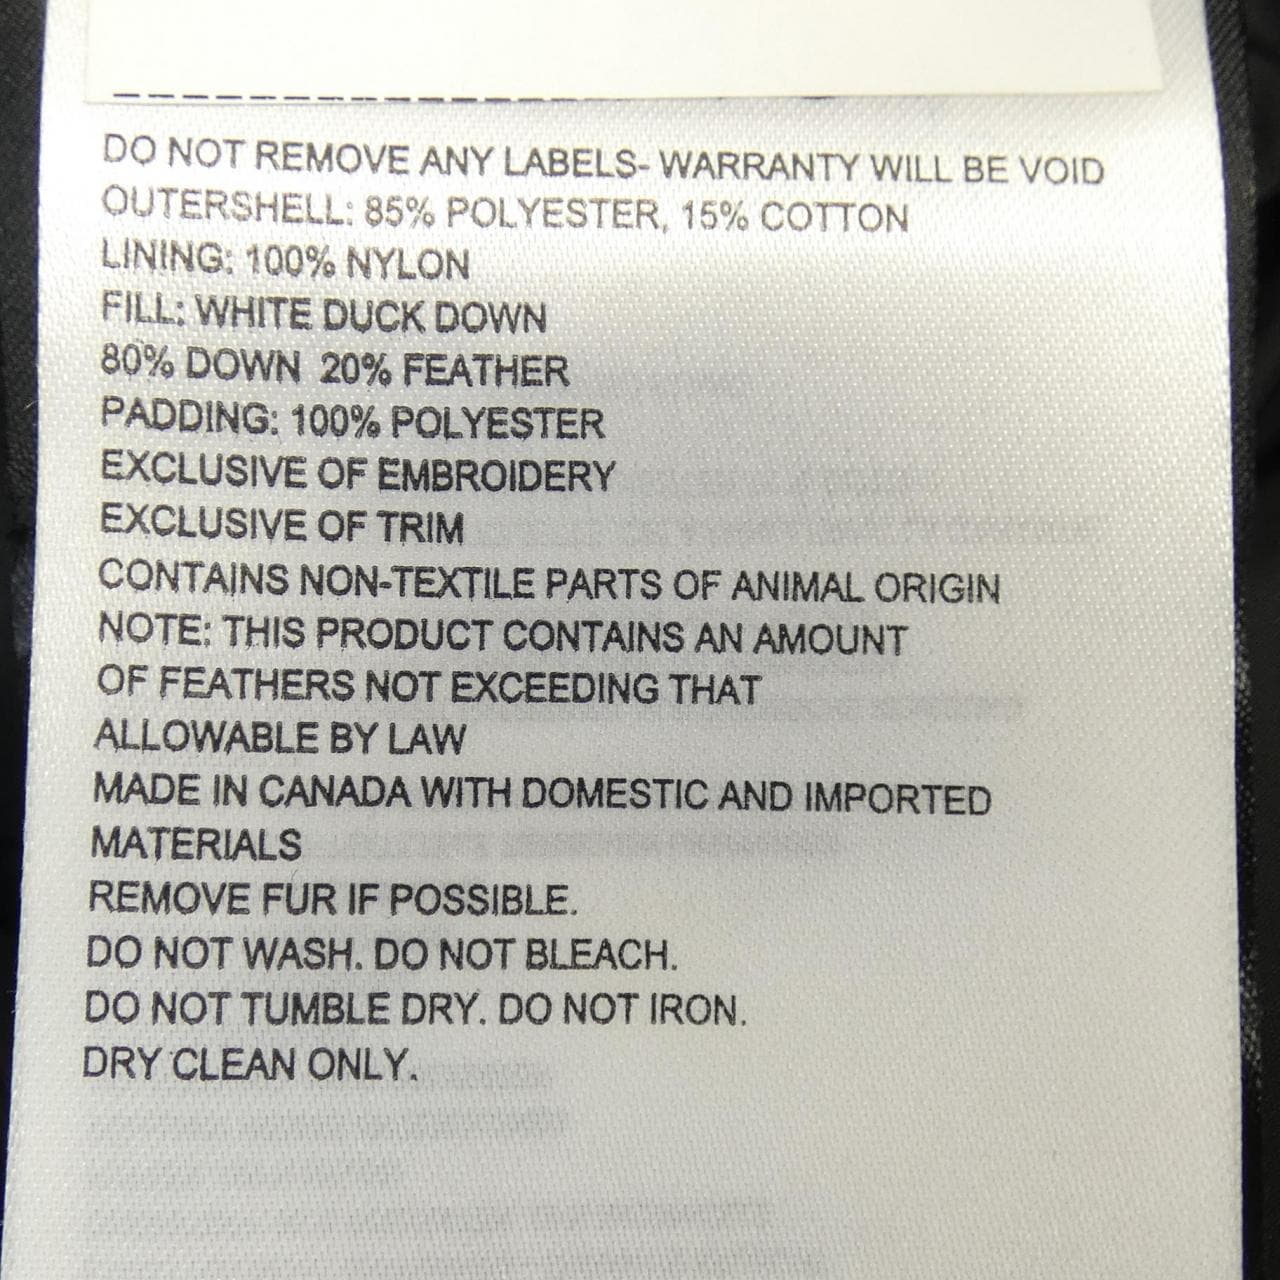 DO NOT REMOVE ANY LABELS- WARRANTY WILL BE VOID
OUTERSHELL: 85% POLYESTER, 15% COTTON
LINING: 100% NYLON
FILL: WHITE DUCK DOWN
80% DOWN 20% FEATHER
PADDING: 100% POLYESTER
EXCLUSIVE OF EMBROIDERY
EXCLUSIVE OF TRIM
CONTAINS NON-TEXTILE PARTS OF ANIMAL ORIGIN
NOTE: THIS PRODUCT CONTAINS AN AMOUNT
OF FEATHERS NOT EXCEEDING THAT
ALLOWABLE BY LAW
MADE IN CANADA WITH DOMESTIC AND IMPORTED
MATERIALS
REMOVE FUR IF POSSIBLE.
DO NOT WASH. DO NOT BLEACH.
DO NOT TUMBLE DRY. DO NOT IRON.
DRY CLEAN ONLY.